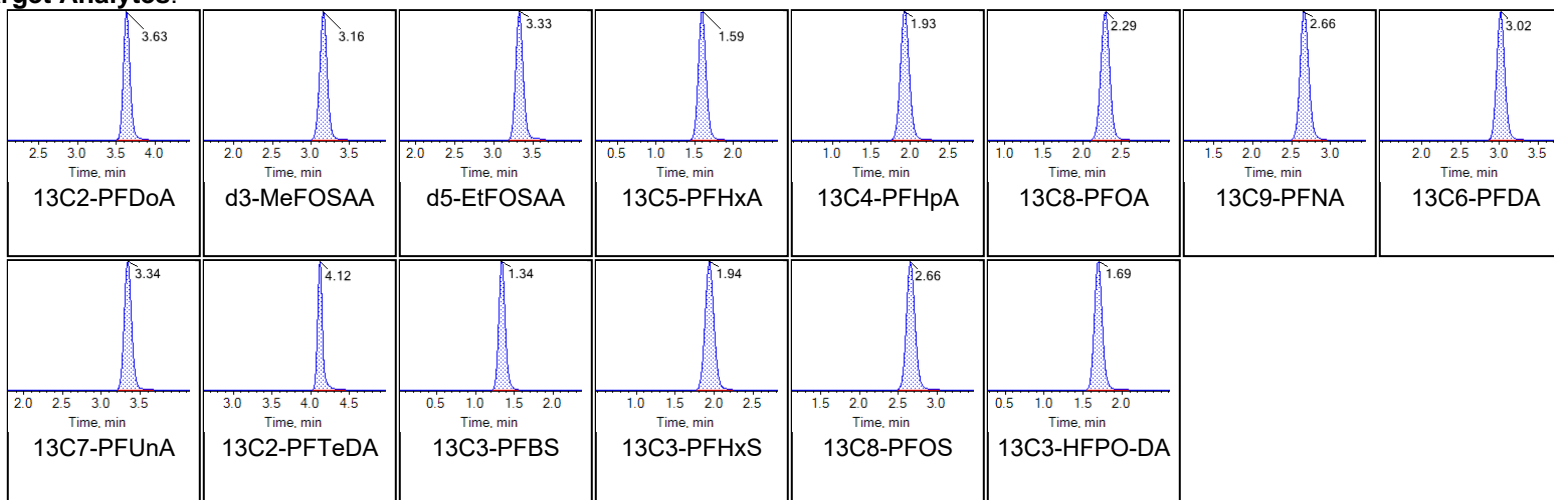 rget Analytes:
3.63 3.16 3.33 1.59 1.93 2.29 2.66 3.02
2.5 3.0 3.5 4.0 2.0 2.5 3.0 3.5 2.0 2.5 3.0 3.5 0.5 1.0 1.5 2.0 1.0 1.5 2.0 2.5 1.0 1.5 2.0 2.5 1.5 2.0 2.5 3.0 2.0 2.5 3.0 3.5
Time, min Time, min Time, min Time, min Time, min Time, min Time, min Time, min
13C2-PFDoA d3-MeFOSAA d5-EtFOSAA 13C5-PFHxA 13C4-PFHpA 13C8-PFOA 13C9-PFNA 13C6-PFDA
3.34 4.12 1.34 1.94 2.66 1.69
2.0 2.5 3.0 3.5 3.0 3.5 4.0 4.5 0.5 1.0 1.5 2.0 1.0 1.5 2.0 2.5 1.5 2.0 2.5 3.0 0.5 1.0 1.5 2.0
Time, min Time, min Time, min Time, min Time, min Time, min
13C7-PFUnA 13C2-PFTeDA 13C3-PFBS 13C3-PFHxS 13C8-PFOS 13C3-HFPO-DA